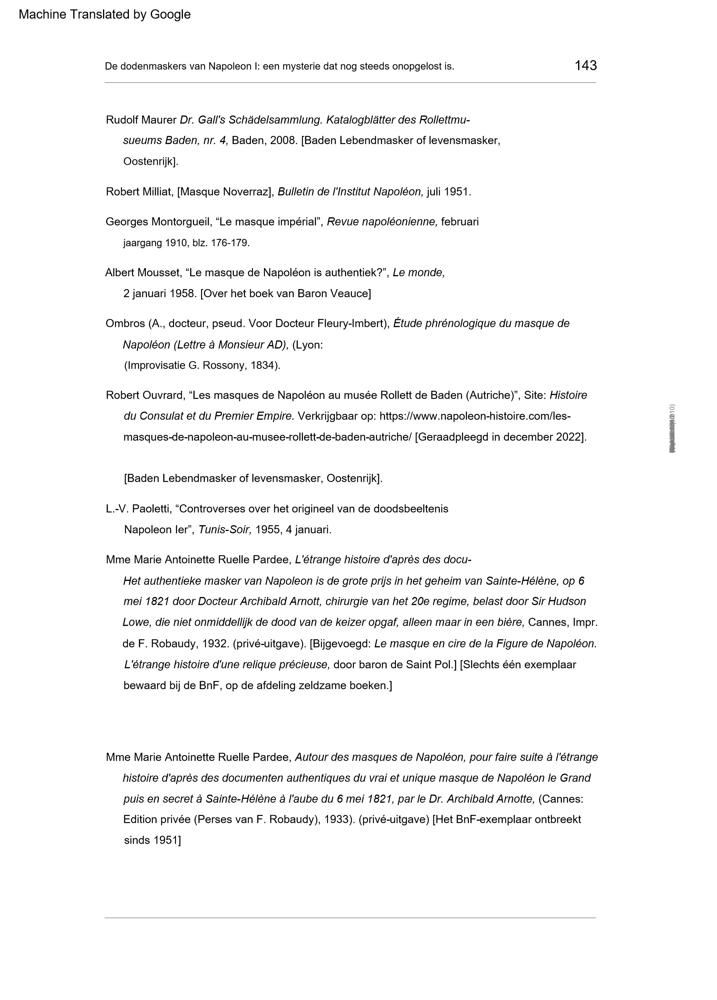 Machine Translated by Google
De dodenmaskers van Napoleon I: een mysterie dat nog steeds onopgelost is. 143
Rudolf Maurer Dr. Gall's Schädelsammlung. Katalogblätter des Rollettmu-
sueums Baden, nr. 4, Baden, 2008. [Baden Lebendmasker of levensmasker,
Oostenrijk].
Robert Milliat, [Masque Noverraz], Bulletin de l'Institut Napoléon, juli 1951.
Georges Montorgueil, “Le masque impérial”, Revue napoléonienne, februari
jaargang 1910, blz. 176-179.
Albert Mousset, “Le masque de Napoléon is authentiek?”, Le monde,
2 januari 1958. [Over het boek van Baron Veauce]
Ombros (A., docteur, pseud. Voor Docteur Fleury-Imbert), Étude phrénologique du masque de
Napoléon (Lettre à Monsieur AD), (Lyon:
(Improvisatie G. Rossony, 1834).
Robert Ouvrard, “Les masques de Napoléon au musée Rollett de Baden (Autriche)”, Site: Histoire
du Consulat et du Premier Empire. Verkrijgbaar op: https://www.napoleon-histoire.com/les-
masques-de-napoleon-au-musee-rollett-de-baden-autriche/ [Geraadpleegd in december 2022].
[Baden Lebendmasker of levensmasker, Oostenrijk].
L.-V. Paoletti, “Controverses over het origineel van de doodsbeeltenis
Napoleon Ier”, Tunis-Soir, 1955, 4 januari.
Mme Marie Antoinette Ruelle Pardee, L'étrange histoire d'après des docu-
Het authentieke masker van Napoleon is de grote prijs in het geheim van Sainte-Hélène, op 6
mei 1821 door Docteur Archibald Arnott, chirurgie van het 20e regime, belast door Sir Hudson
Lowe, die niet onmiddellijk de dood van de keizer opgaf, alleen maar in een bière, Cannes, Impr.
de F. Robaudy, 1932. (privé-uitgave). [Bijgevoegd: Le masque en cire de la Figure de Napoléon.
L'étrange histoire d'une relique précieuse, door baron de Saint Pol.] [Slechts één exemplaar
bewaard bij de BnF, op de afdeling zeldzame boeken.]
Mme Marie Antoinette Ruelle Pardee, Autour des masques de Napoléon, pour faire suite à l'étrange
histoire d'après des documenten authentiques du vrai et unique masque de Napoléon le Grand
puis en secret à Sainte-Hélène à l'aube du 6 mei 1821, par le Dr. Archibald Arnotte, (Cannes:
Edition privée (Perses van F. Robaudy), 1933). (privé-uitgave) [Het BnF-exemplaar ontbreekt
sinds 1951]